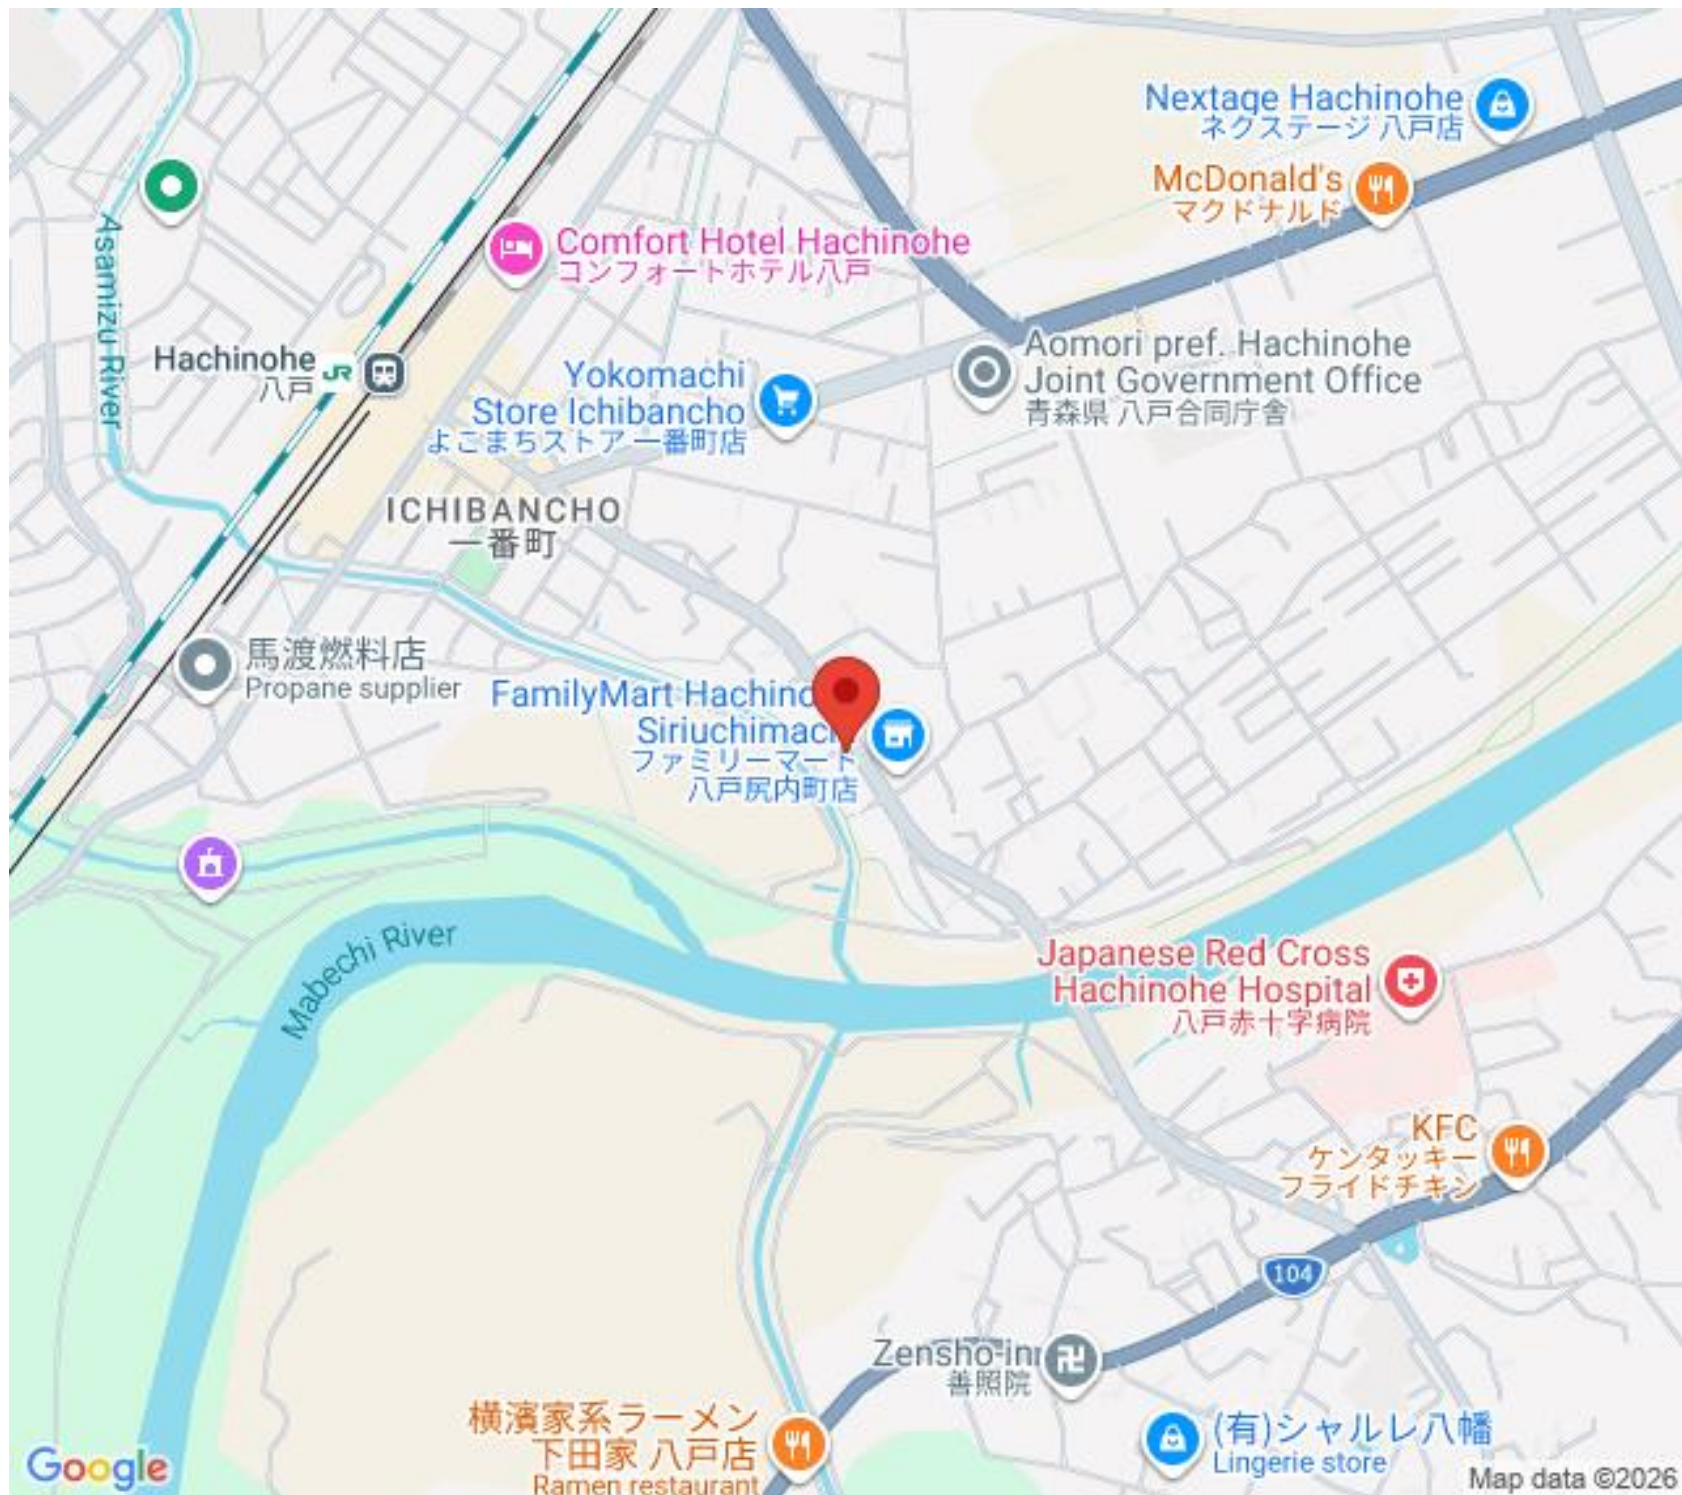 Nextage Hachinohe
ネクステージ 八戸店
McDonald's
マクドナルド
Asamizu River
Comfort Hotel Hachinohe
コンフォートホテル八戸
Hachinohe
八戸
JR
Aomori pref. Hachinohe
Joint Government Office
青森県 八戸合同庁舎
Yokomachi
Store Ichibancho
よこまちストア 一番町店
ICHIBANCHO
一番町
馬渡燃料店
Propane supplier
FamilyMart Hachino
Siriuchimachi
ファミリーマート
八戸尻内町店
Mabechi River
Japanese Red Cross
Hachinohe Hospital
八戸赤十字病院
KFC
ケンタッキー
フライドチキン
104
Zensho-in
善照院
横濱家系ラーメン
下田家 八戸店
Ramen restaurant
(有)シャルレ八幡
Lingerie store
Google
Map data ©2026